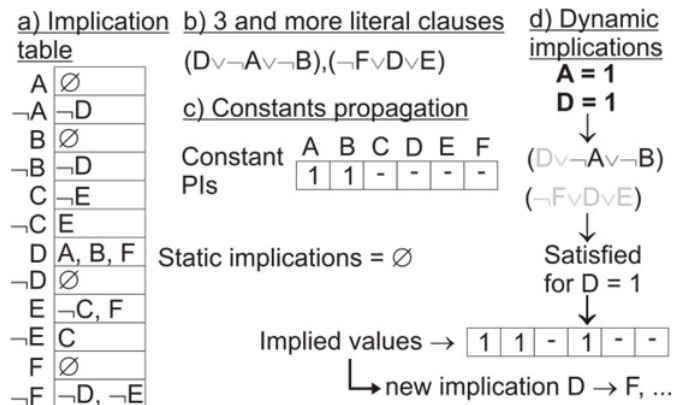 a) Implication table
A ∅
¬A ¬D
B ∅
¬B ¬D
C ¬E
¬C E
D A, B, F
¬D ∅
E ¬C, F
¬E C
F ∅
¬F ¬D, ¬E
b) 3 and more literal clauses
(D∨¬A∨¬B),(¬F∨D∨E)
c) Constants propagation
A B C D E F
Constant PIs 1 1 - - - -
Static implications = ∅
d) Dynamic implications
A = 1
D = 1
↓
(D∨¬A∨¬B)
(¬F∨D∨E)
↓
Satisfied
for D = 1
↓
Implied values → 1 1 - 1 - -
new implication D → F, ...